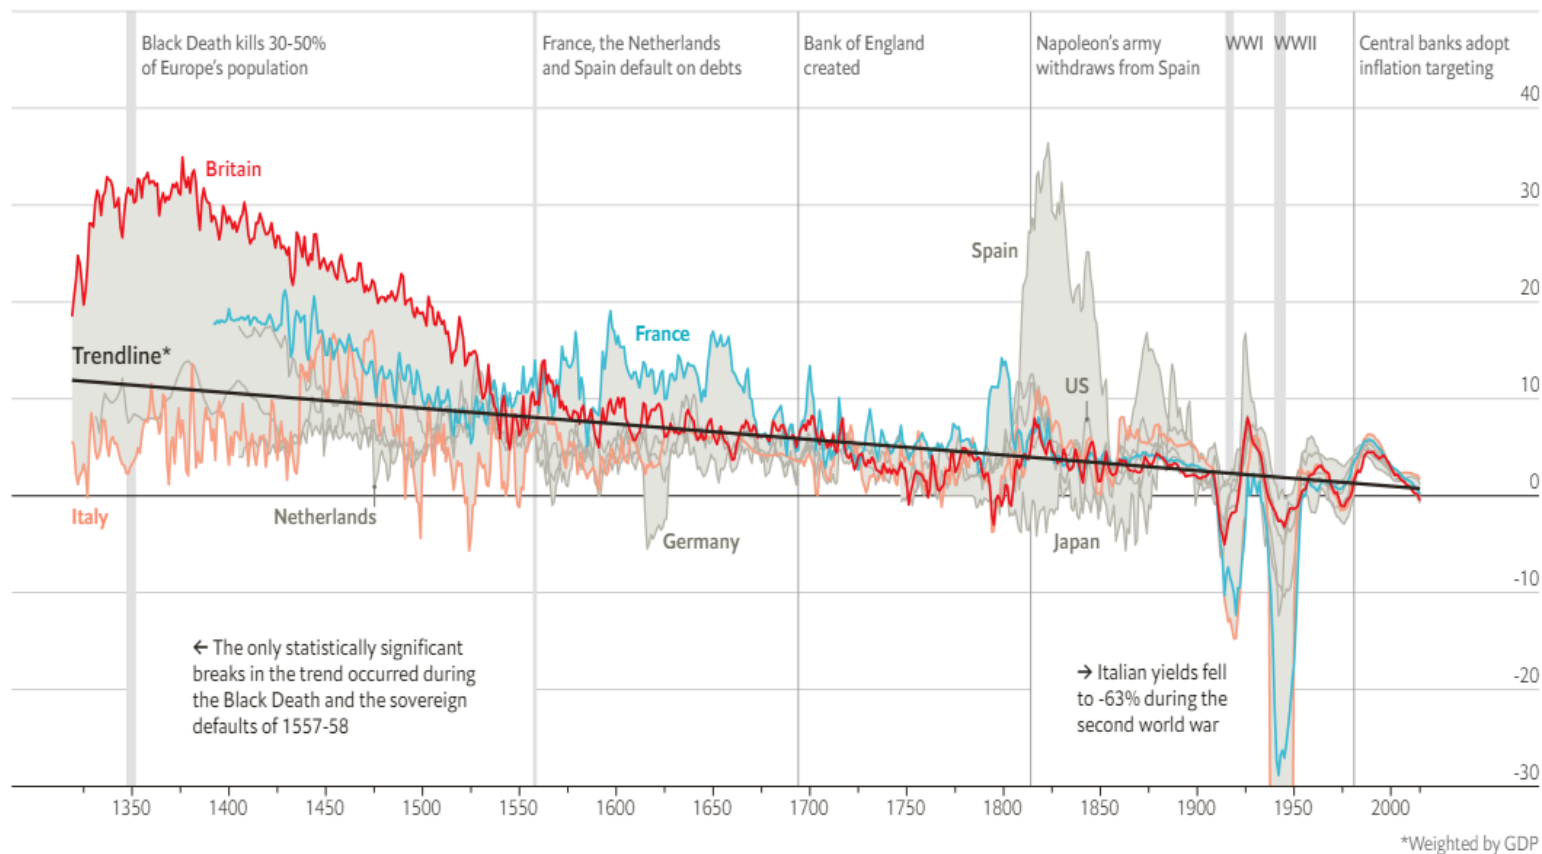 Black Death kills 30-50%
of Europe's population
France, the Netherlands
and Spain default on debts
Bank of England
created
Napoleon's army
withdraws from Spain
WWI
WWII
Central banks adopt
inflation targeting
40
30
20
10
0
-10
-20
-30
Britain
Spain
France
Trendline*
US
Italy
Netherlands
Germany
Japan
← The only statistically significant
breaks in the trend occurred during
the Black Death and the sovereign
defaults of 1557-58
→ Italian yields fell
to -63% during the
second world war
1350
1400
1450
1500
1550
1600
1650
1700
1750
1800
1850
1900
1950
2000
*Weighted by GDP